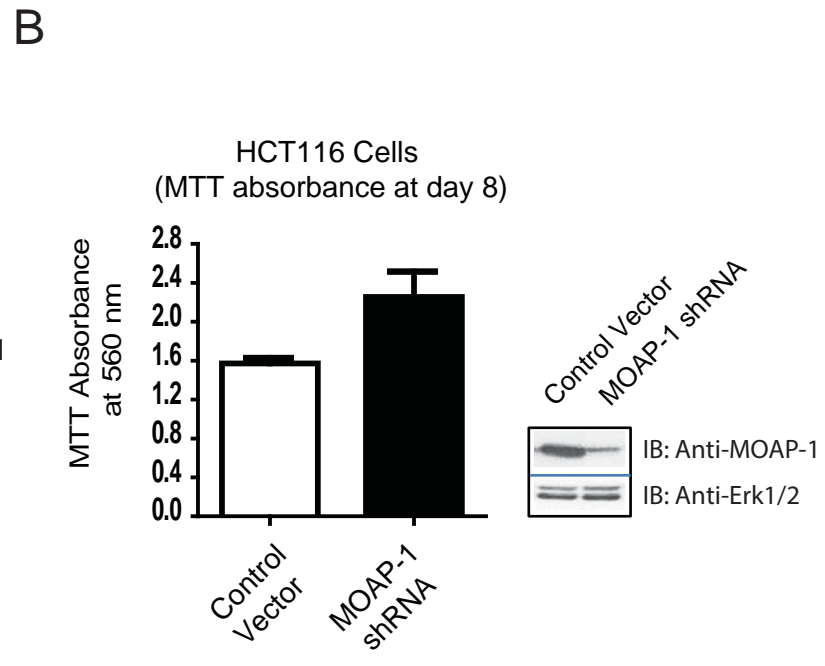 B
HCT116 Cells
(MTT absorbance at day 8)
MTT Absorbance
at 560 nm
2.8
2.4
2.0
1.6
1.2
0.8
0.4
0.0
Control
Vector
MOAP-1
shRNA
Control Vector
MOAP-1 shRNA
IB: Anti-MOAP-1
IB: Anti-Erk1/2